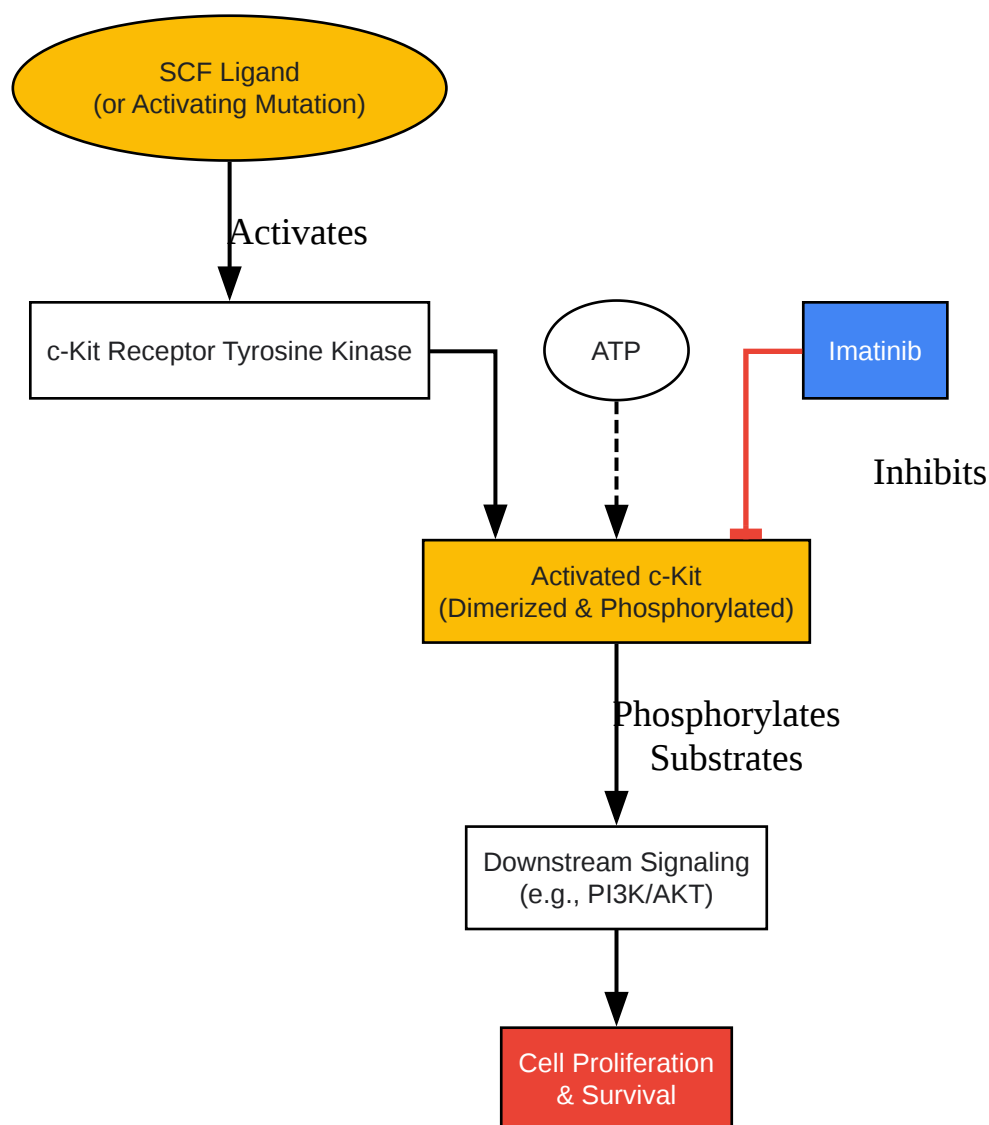 SCF Ligand
(or Activating Mutation)
Activates
c-Kit Receptor Tyrosine Kinase
ATP
Imatinib
Inhibits
Activated c-Kit
(Dimerized & Phosphorylated)
Phosphorylates
Substrates
Downstream Signaling
(e.g., PI3K/AKT)
Cell Proliferation
& Survival